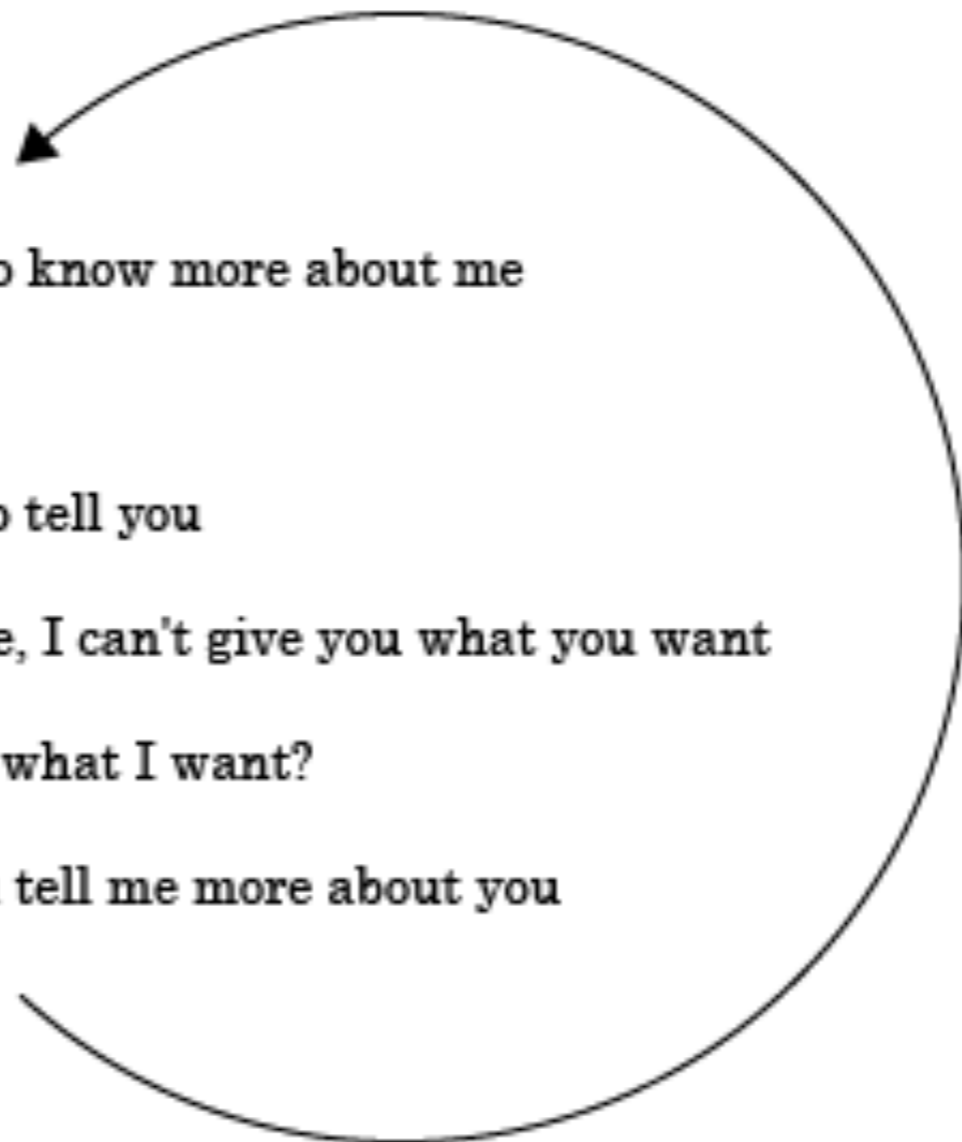 o know more about me
o tell you
e, I can't give you what you want
what I want?
tell me more about you